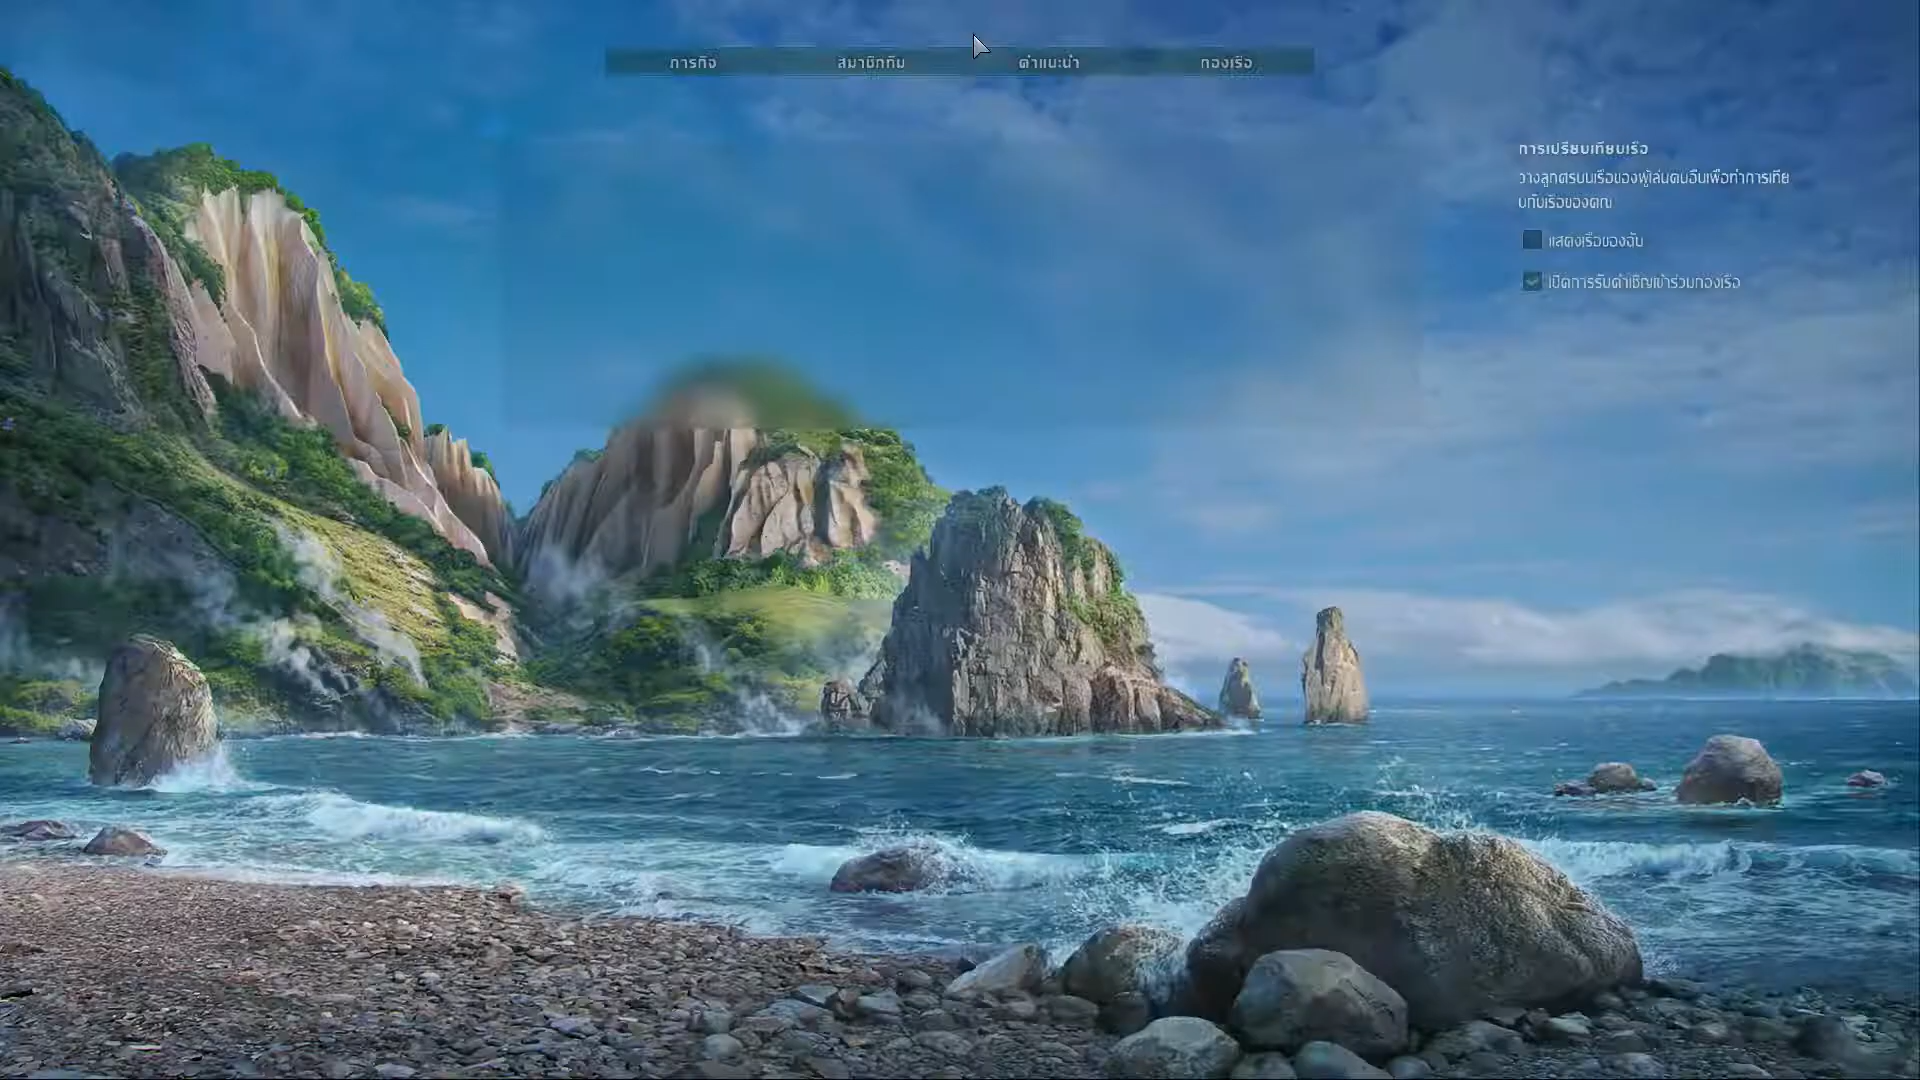 ภารกิจ
สมาชิกทีม
คำแนะนำ
กองเรือ
การเปรียบเทียบเรือ
วางลูกศรบนเรือของผู้เล่นคนอื่นเพื่อทำการเทีย
บกับเรือของคุณ
แสดงเรือของฉัน
เปิดการรับคำเชิญเข้าร่วมกองเรือ